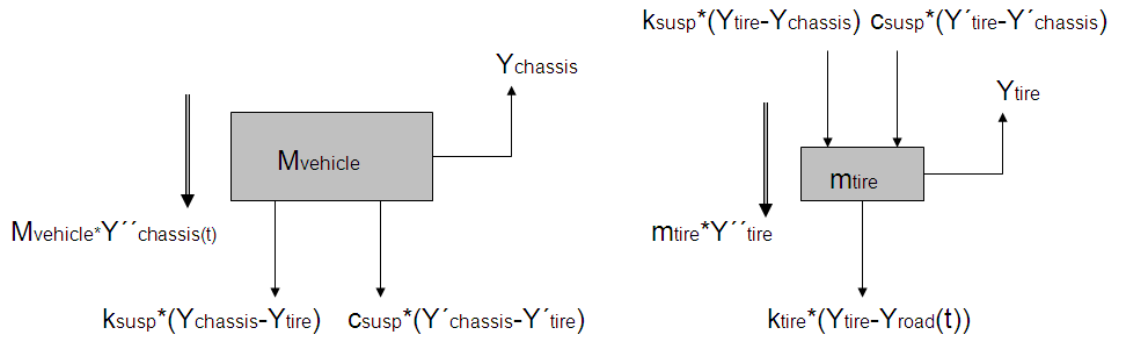 ksusp*(Ytire-Ychassis) csusp*(Y´tire-Y´chassis)
Ychassis
Ytire
Mvehicle
mtire
Mvehicle*Y´´chassis(t)
mtire*Y´´tire
ksusp*(Ychassis-Ytire) csusp*(Y´chassis-Y´tire)
ktire*(Ytire-Yroad(t))